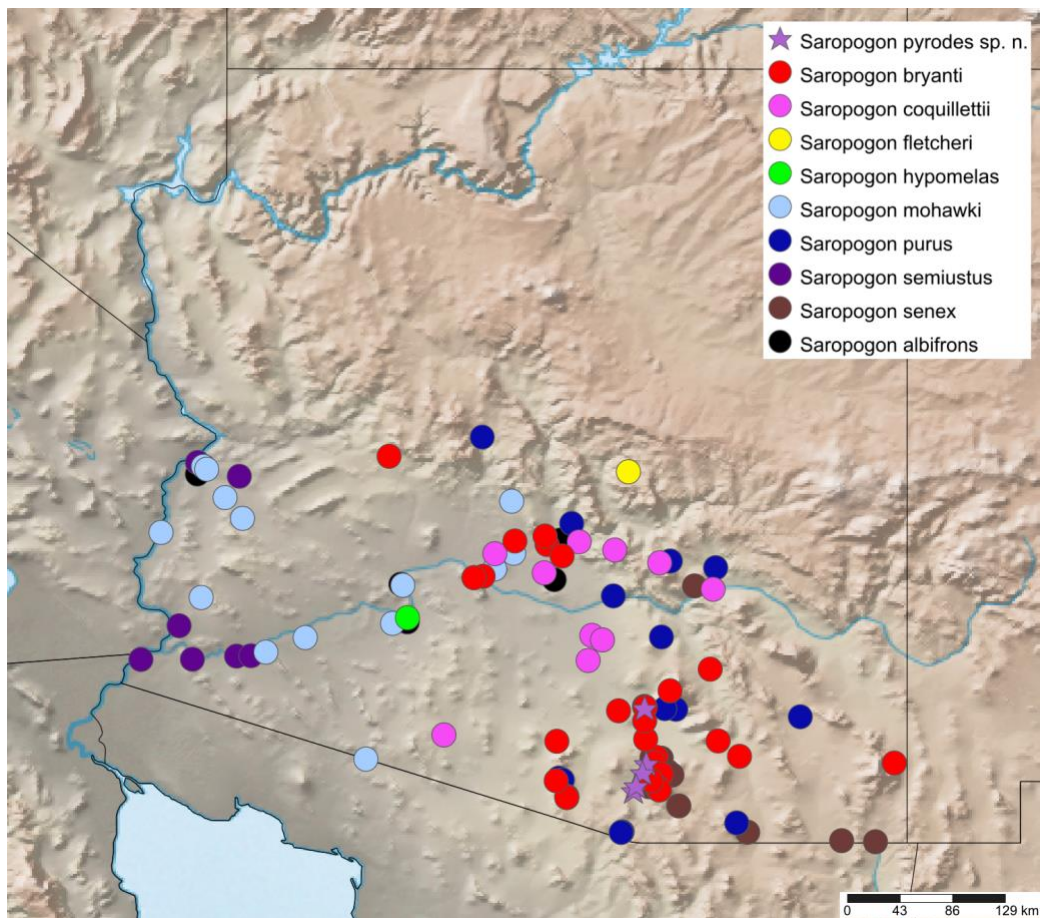 Saropogon pyrodes sp. n.
Saropogon bryanti
Saropogon coquillettii
Saropogon fletcheri
Saropogon hypomelas
Saropogon mohawki
Saropogon purus
Saropogon semiustus
Saropogon senex
Saropogon albifrons
0 43 86 129 km